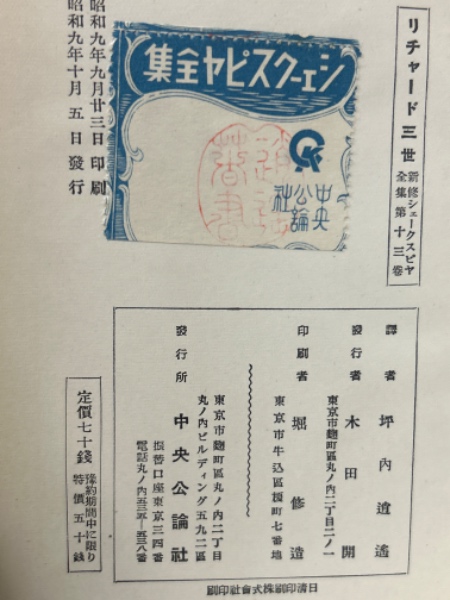 リチャード三世
新修シェークスピヤ
全集第十三巻
シェークスピヤ全集
CK
中央
公論
社
昭和九年九月廿三日印刷
昭和九年十月五日發行
譯者 坪內逍遙
東京市麴町區丸ノ內二丁目二ノ一
發行者 木田開
印刷者 堀修造
東京市牛込區榎町七番地
東京市麴町區丸ノ內二丁目
丸ノ內ビルディング五九二區
發行所 中央公論社
振替口座東京三四番
電話丸ノ內五三五―五三八番
定價七十錢
豫約期間中に限り
特價五十錢
日清印刷株式會社印刷